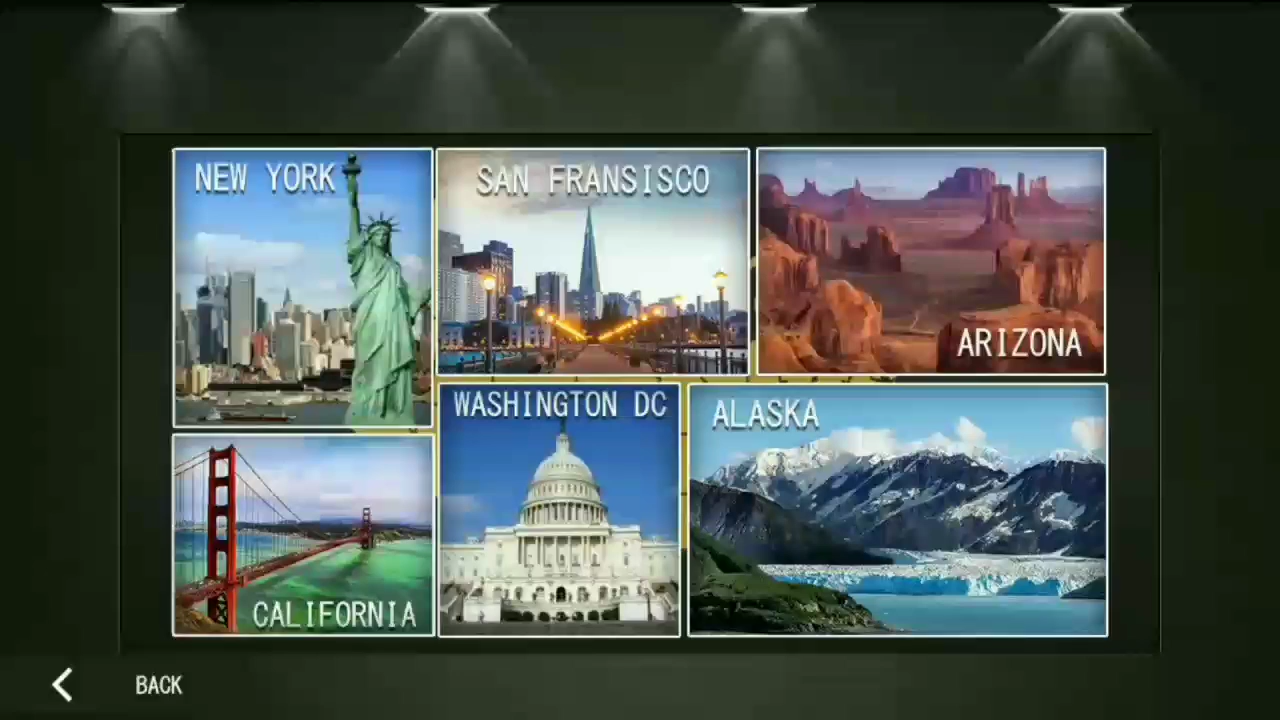 NEW YORK
SAN FRANSISCO
ARIZONA
WASHINGTON DC
ALASKA
CALIFORNIA
BACK